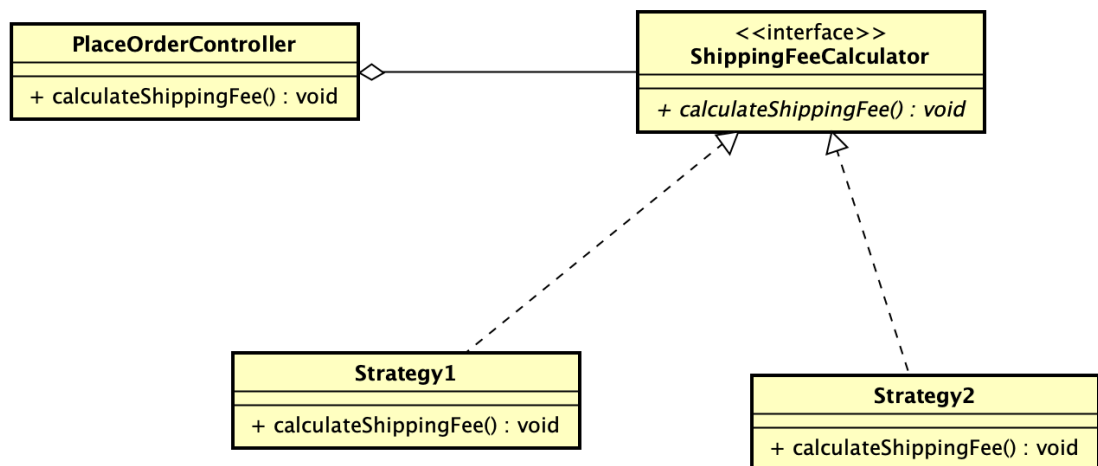 PlaceOrderController
+ calculateShippingFee() : void
<<interface>>
ShippingFeeCalculator
+ calculateShippingFee() : void
Strategy1
+ calculateShippingFee() : void
Strategy2
+ calculateShippingFee() : void